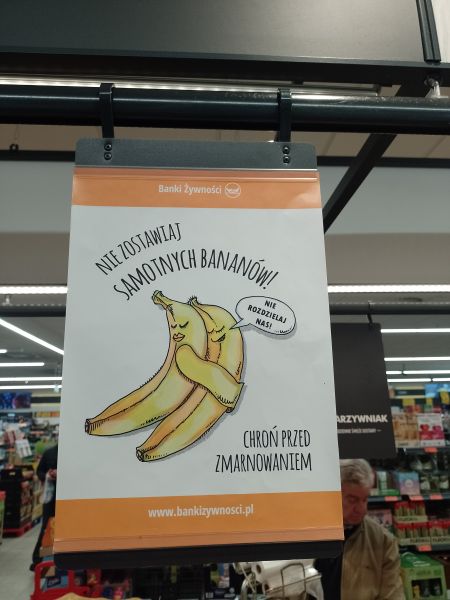 Banki Żywności
NIE ZOSTAWIAJ
SAMOTNYCH BANANÓW!
NIE
ROZDZIELAJ
NAS!
CHROŃ PRZED
ZMARNOWANIEM
www.bankizywnosci.pl
ARZYWNIAK